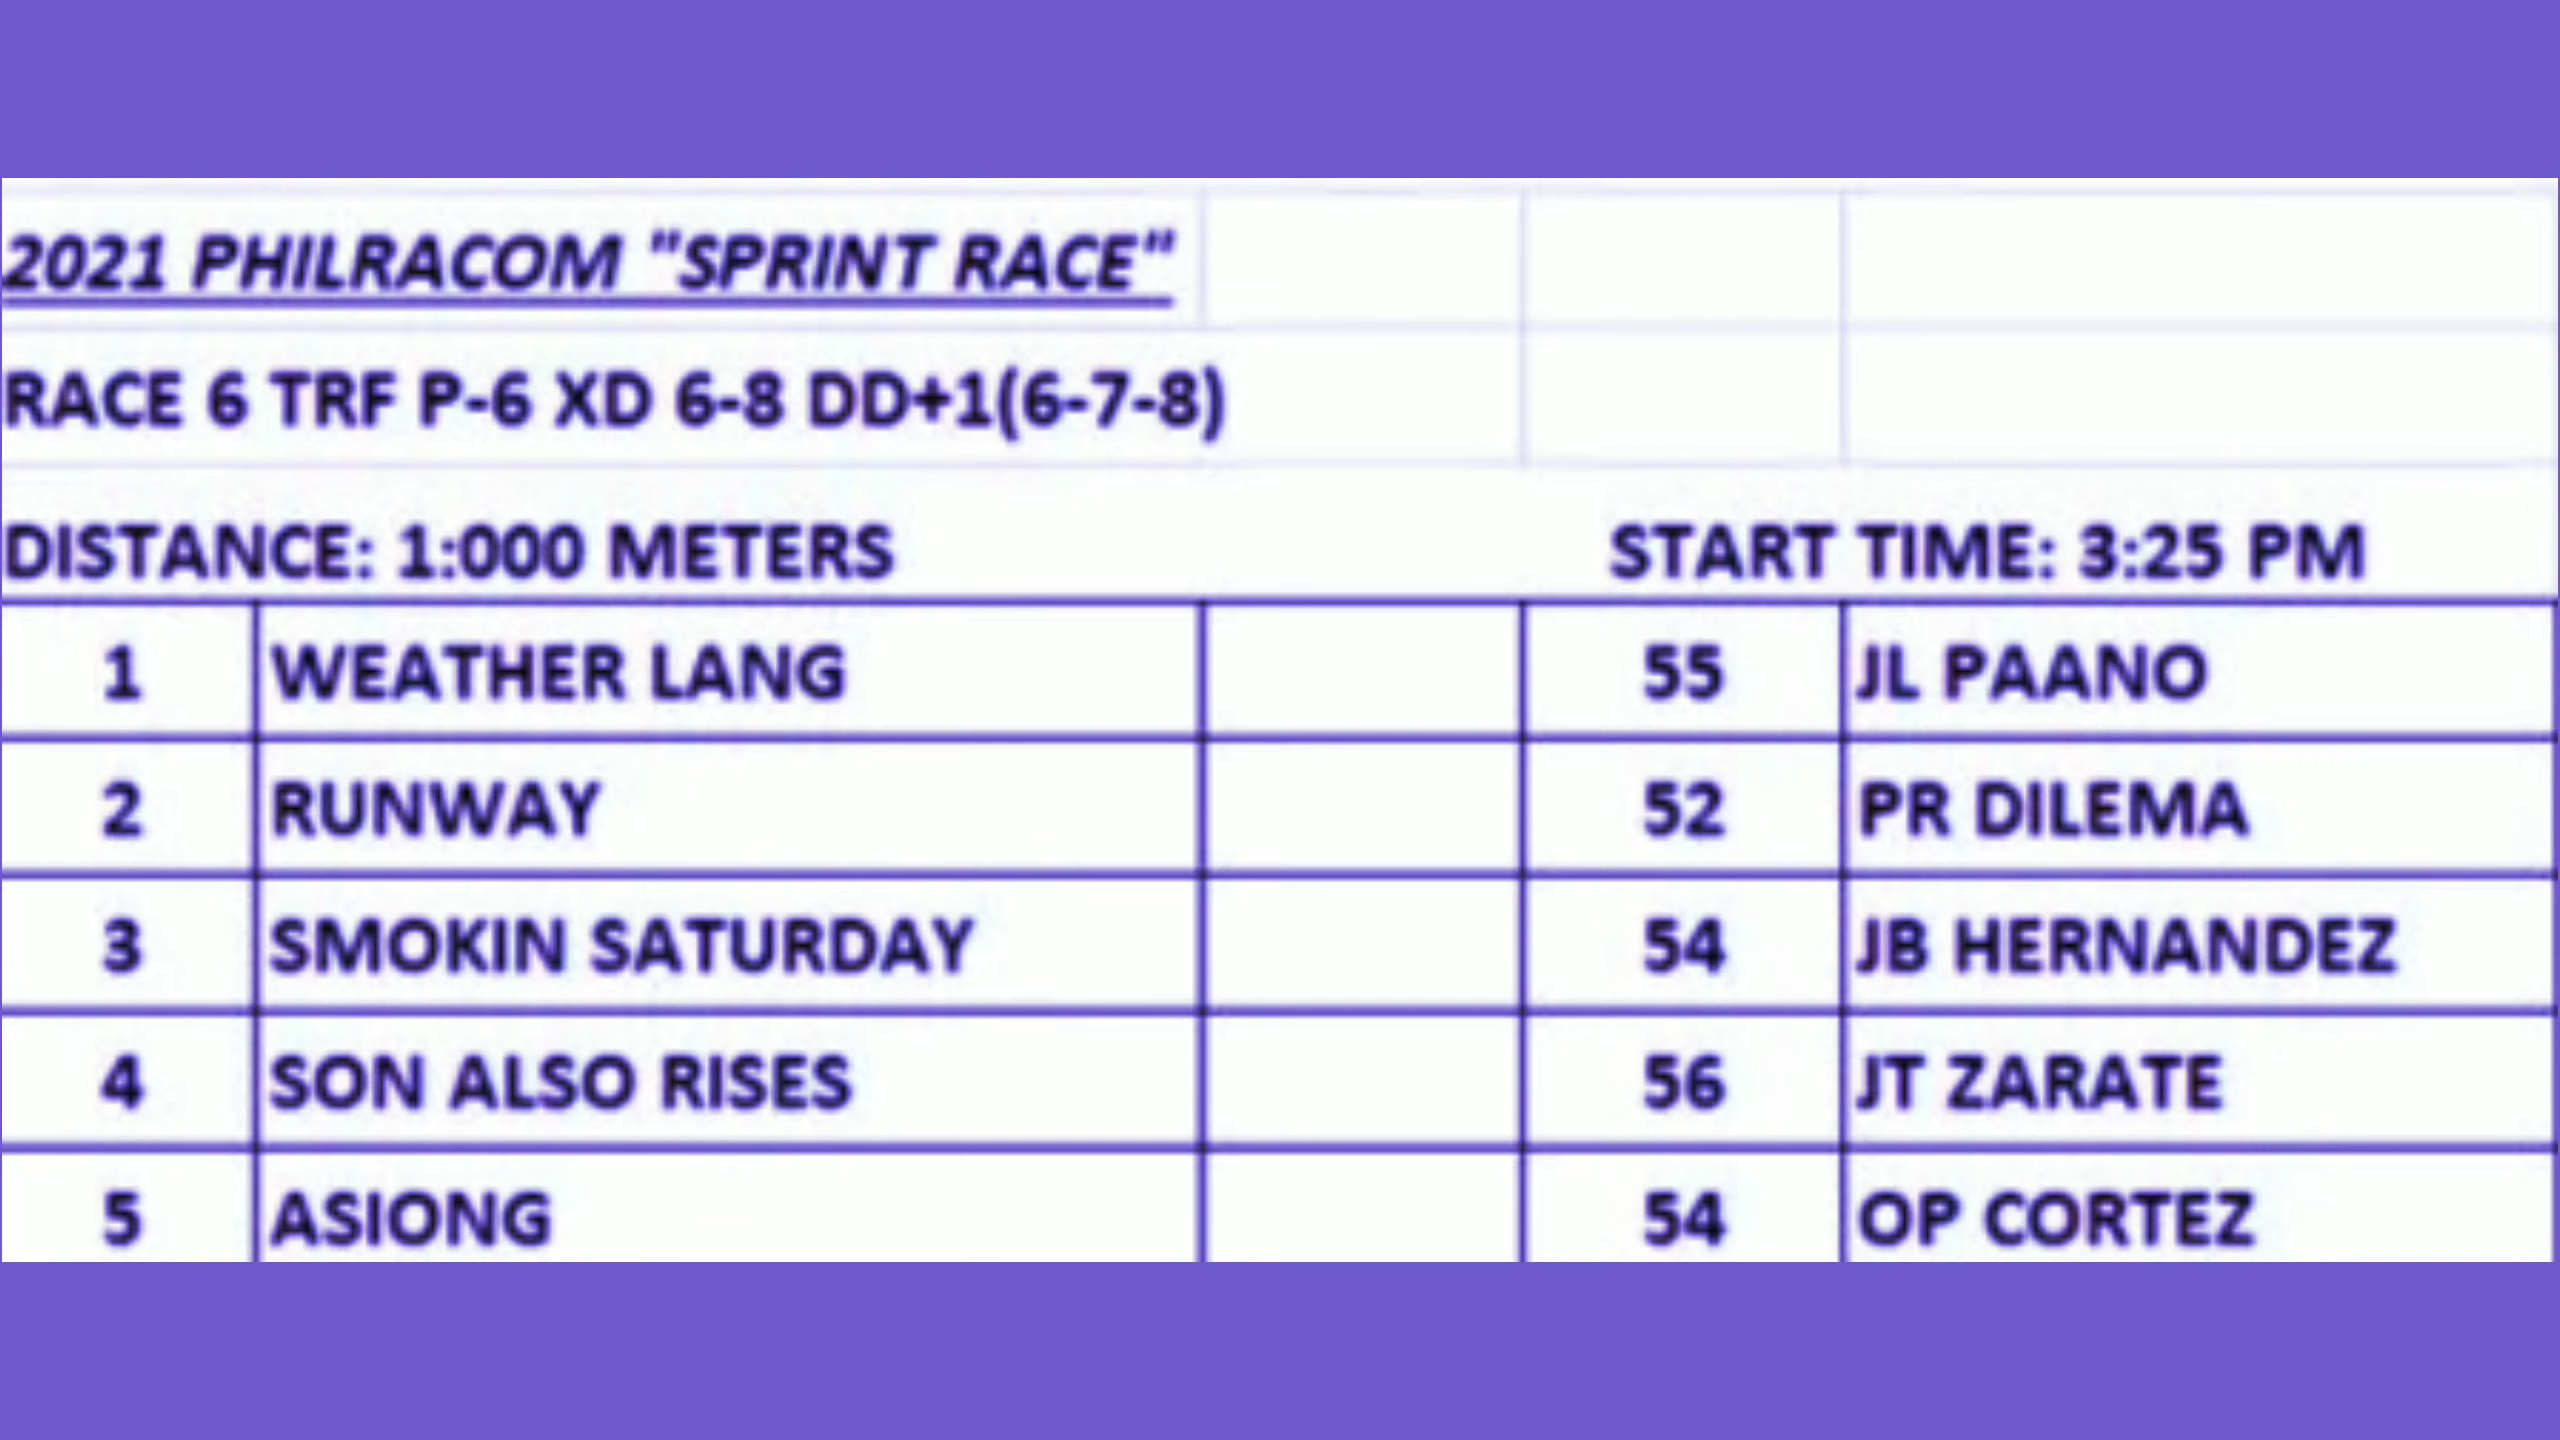 2021 PHILRACOM "SPRINT RACE"
RACE 6 TRF P-6 XD 6-8 DD+1(6-7-8)
DISTANCE: 1:000 METERS START TIME: 3:25 PM
1 WEATHER LANG 55 JL PAANO
2 RUNWAY 52 PR DILEMA
3 SMOKIN SATURDAY 54 JB HERNANDEZ
4 SON ALSO RISES 56 JT ZARATE
5 ASIONG 54 OP CORTEZ